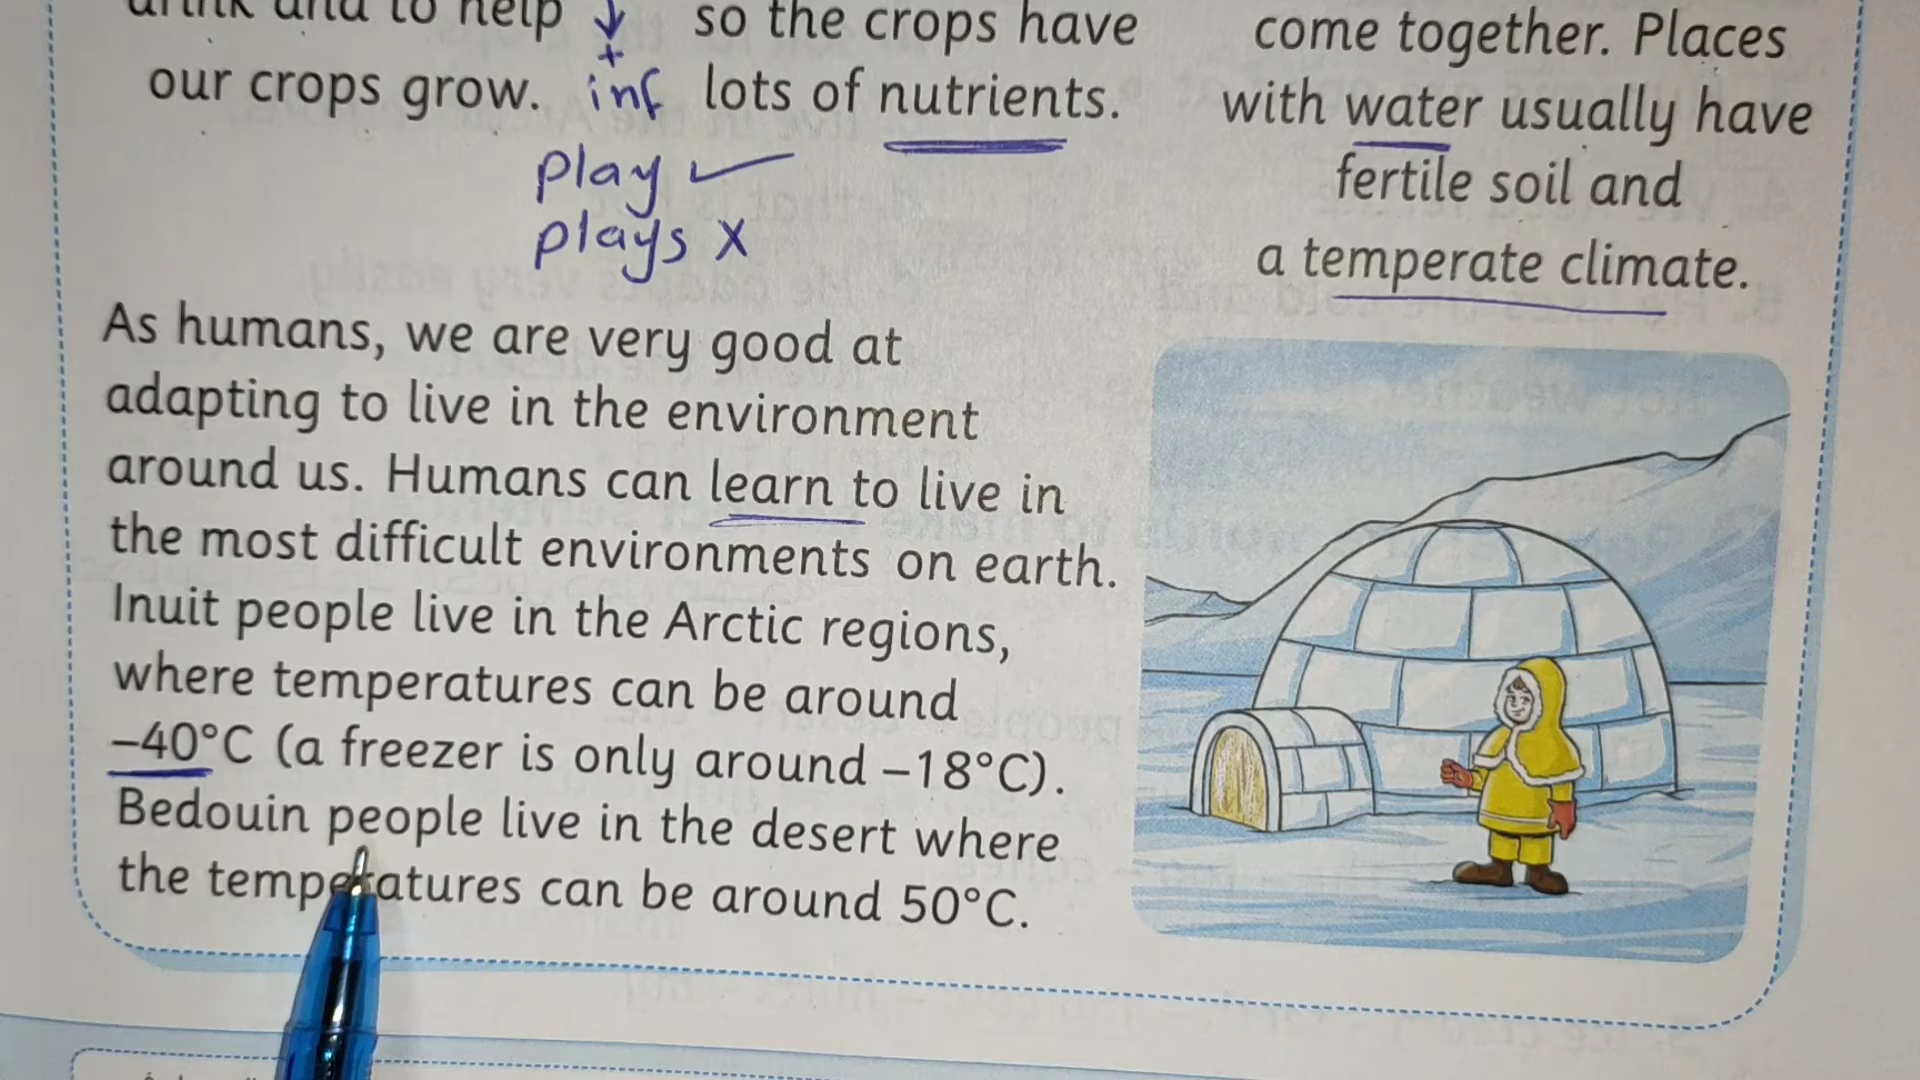 drink and to help
our crops grow.
↓
+
inf
play ✓
plays x
so the crops have
lots of nutrients.
come together. Places
with water usually have
fertile soil and
a temperate climate.
As humans, we are very good at
adapting to live in the environment
around us. Humans can learn to live in
the most difficult environments on earth.
Inuit people live in the Arctic regions,
where temperatures can be around
–40°C (a freezer is only around –18°C).
Bedouin people live in the desert where
the temperatures can be around 50°C.